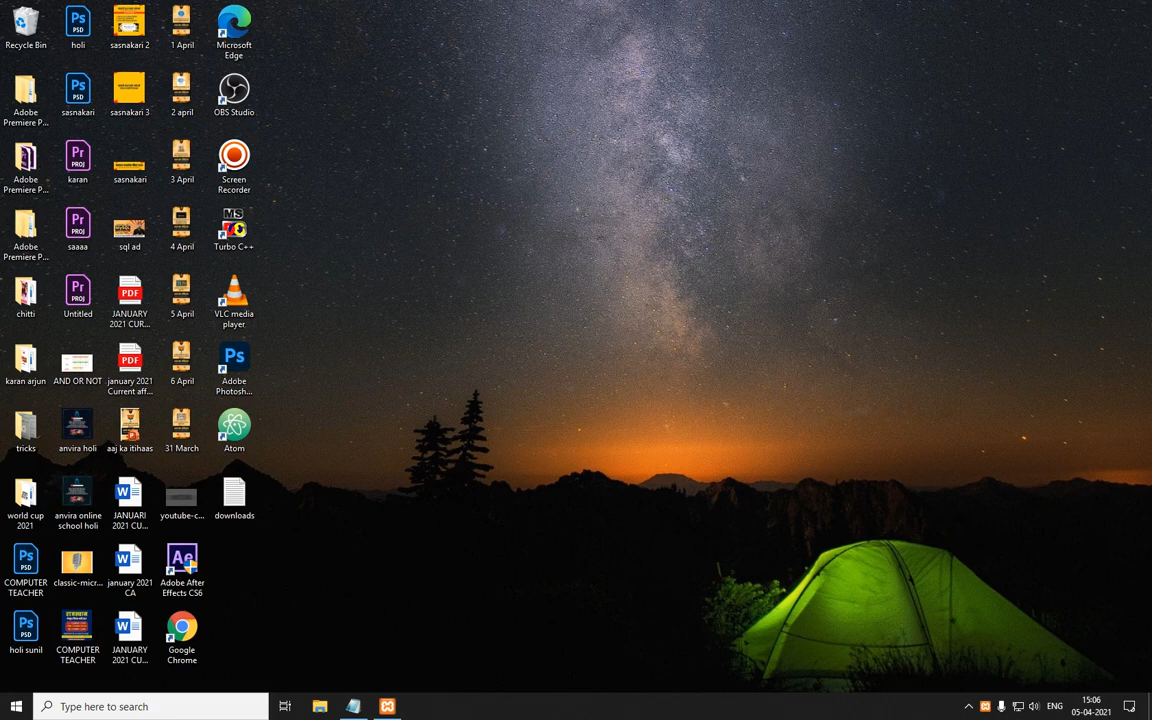 Recycle Bin
holi
sasnakari 2
1 April
Microsoft
Edge
Adobe
Premiere P...
sasnakari
sasnakari 3
2 april
OBS Studio
Adobe
Premiere P...
karan
sasnakari
3 April
Screen
Recorder
Adobe
Premiere P...
saaaa
sql ad
4 April
Turbo C++
chitti
Untitled
JANUARY
2021 CUR...
5 April
VLC media
player
karan arjun
AND OR NOT
january 2021
Current aff...
6 April
Adobe
Photosh...
tricks
anvira holi
aaj ka itihaas
31 March
Atom
world cup
2021
anvira online
school holi
JANUARI
2021 CU...
youtube-c...
downloads
COMPUTER
TEACHER
classic-micr...
january 2021
CA
Adobe After
Effects CS6
holi sunil
COMPUTER
TEACHER
JANUARY
2021 CU...
Google
Chrome
Type here to search
ENG
15:06
05-04-2021